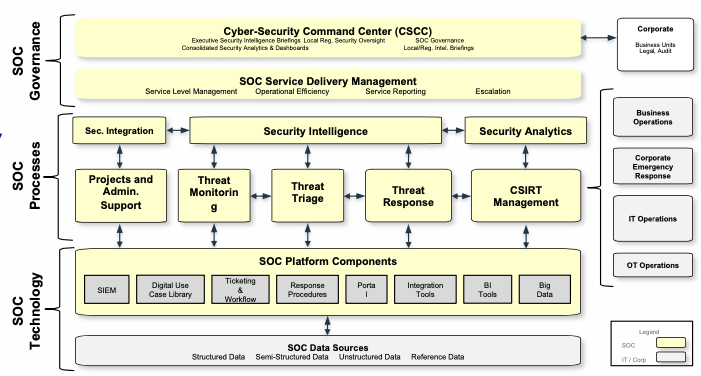 SOC
Governance
Cyber-Security Command Center (CSCC)
Executive Security Intelligence Briefings Local Reg. Security Oversight SOC Governance
Consolidated Security Analytics & Dashboards Local/Reg. Intel. Briefings
Corporate
Business Units
Legal, Audit
SOC Service Delivery Management
Service Level Management Operational Efficiency Service Reporting Escalation
SOC
Processes
Sec. Integration
Security Intelligence
Security Analytics
Projects and
Admin.
Support
Threat
Monitorin
g
Threat
Triage
Threat
Response
CSIRT
Management
Business
Operations
Corporate
Emergency
Response
IT Operations
OT Operations
SOC
Technology
SOC Platform Components
SIEM
Digital Use
Case Library
Ticketing
&
Workflow
Response
Procedures
Porta
l
Integration
Tools
BI
Tools
Big
Data
SOC Data Sources
Structured Data Semi-Structured Data Unstructured Data Reference Data
Legend
SOC
IT / Corp